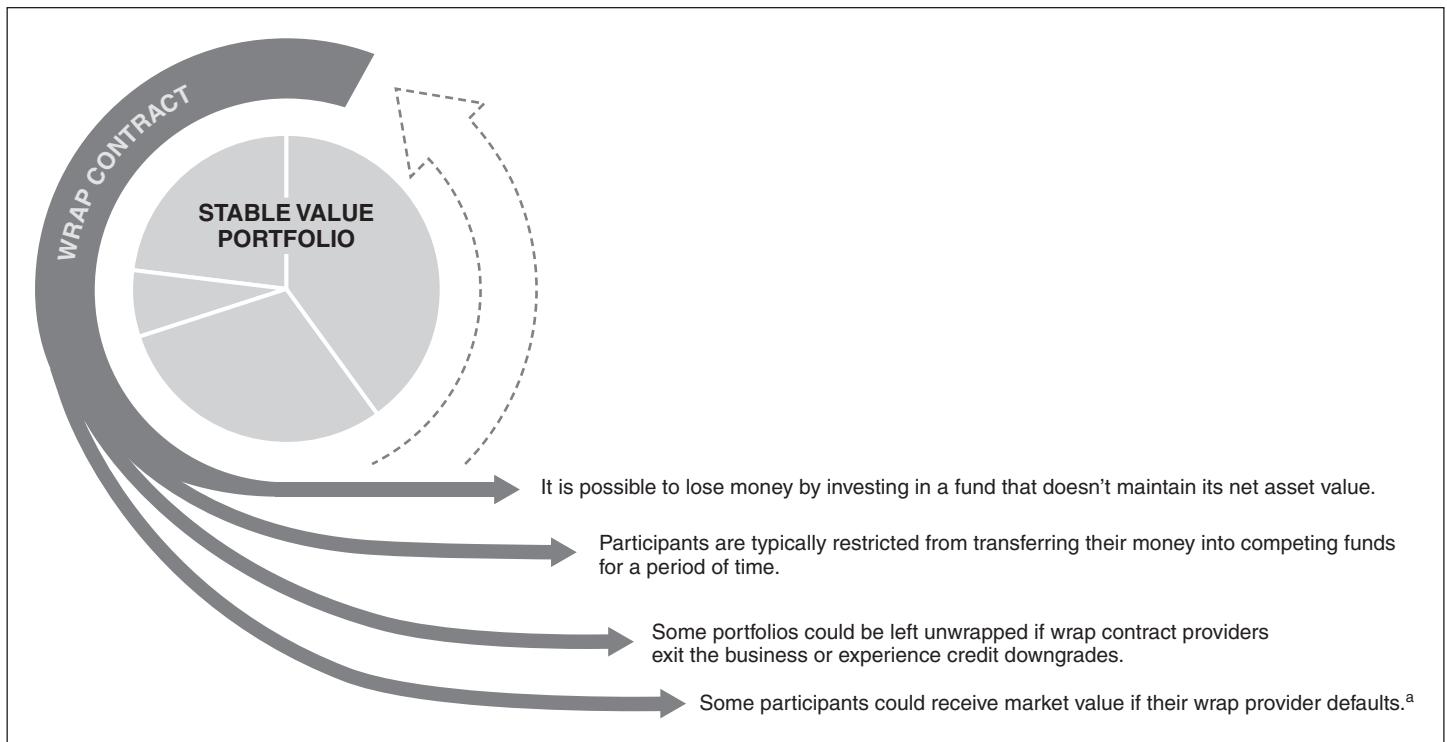 WRAP CONTRACT
STABLE VALUE
PORTFOLIO
It is possible to lose money by investing in a fund that doesn’t maintain its net asset value.
Participants are typically restricted from transferring their money into competing funds
for a period of time.
Some portfolios could be left unwrapped if wrap contract providers
exit the business or experience credit downgrades.
Some participants could receive market value if their wrap provider defaults.a